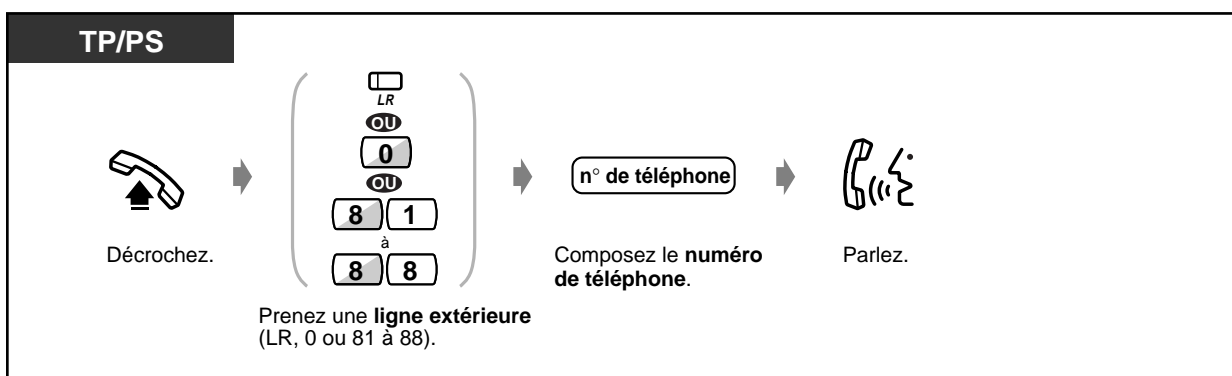 TP/PS
LR
OU
0
OU
8 1
à
8 8
n° de téléphone
Décrochez.
Prenez une ligne extérieure
(LR, 0 ou 81 à 88).
Composez le numéro
de téléphone.
Parlez.